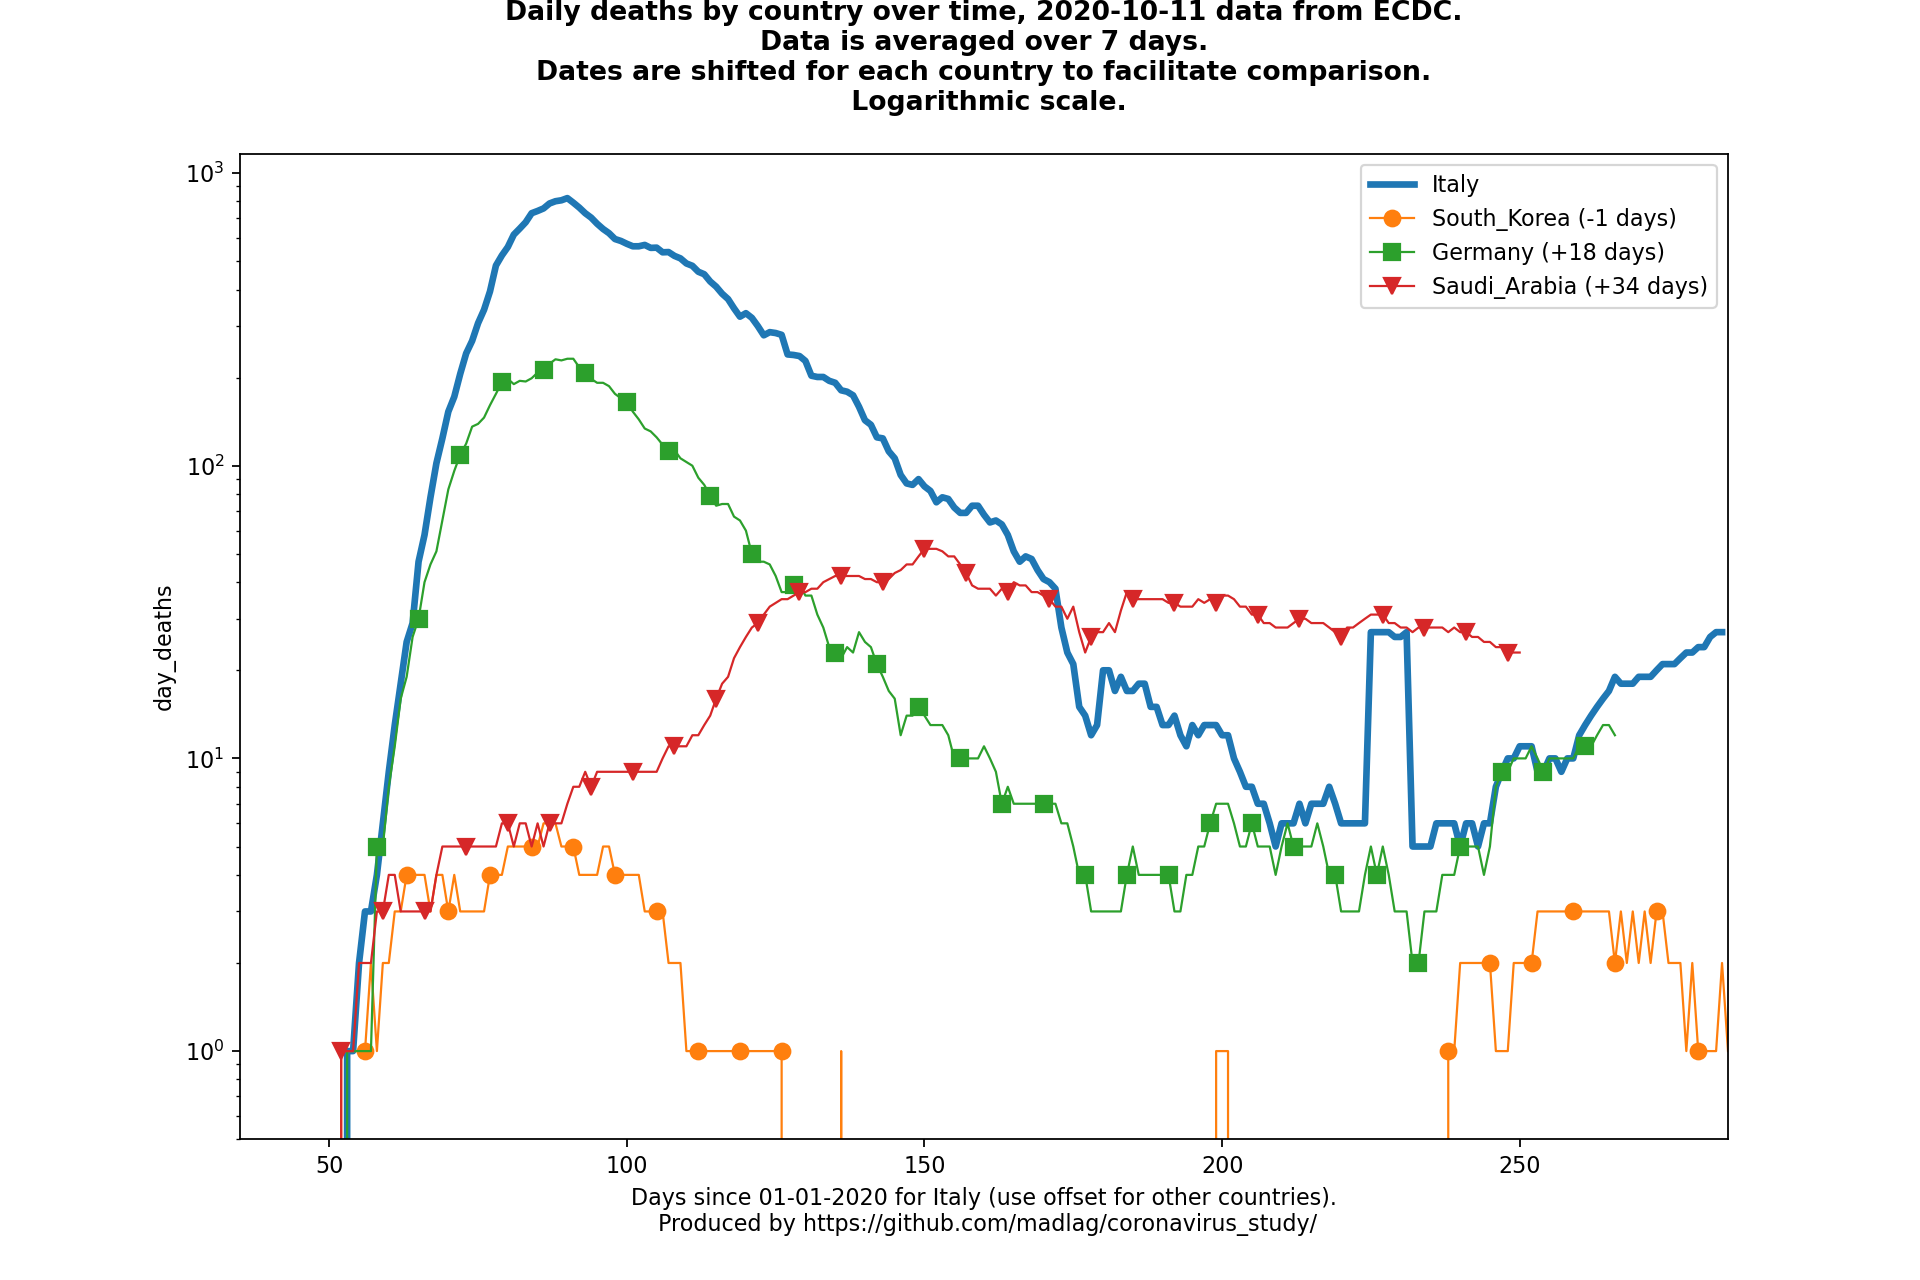 Daily deaths by country over time, 2020-10-11 data from ECDC.
Data is averaged over 7 days.
Dates are shifted for each country to facilitate comparison.
Logarithmic scale.
10³
10²
10¹
10⁰
day_deaths
Italy
South_Korea (-1 days)
Germany (+18 days)
Saudi_Arabia (+34 days)
50 100 150 200 250
Days since 01-01-2020 for Italy (use offset for other countries).
Produced by https://github.com/madlag/coronavirus_study/